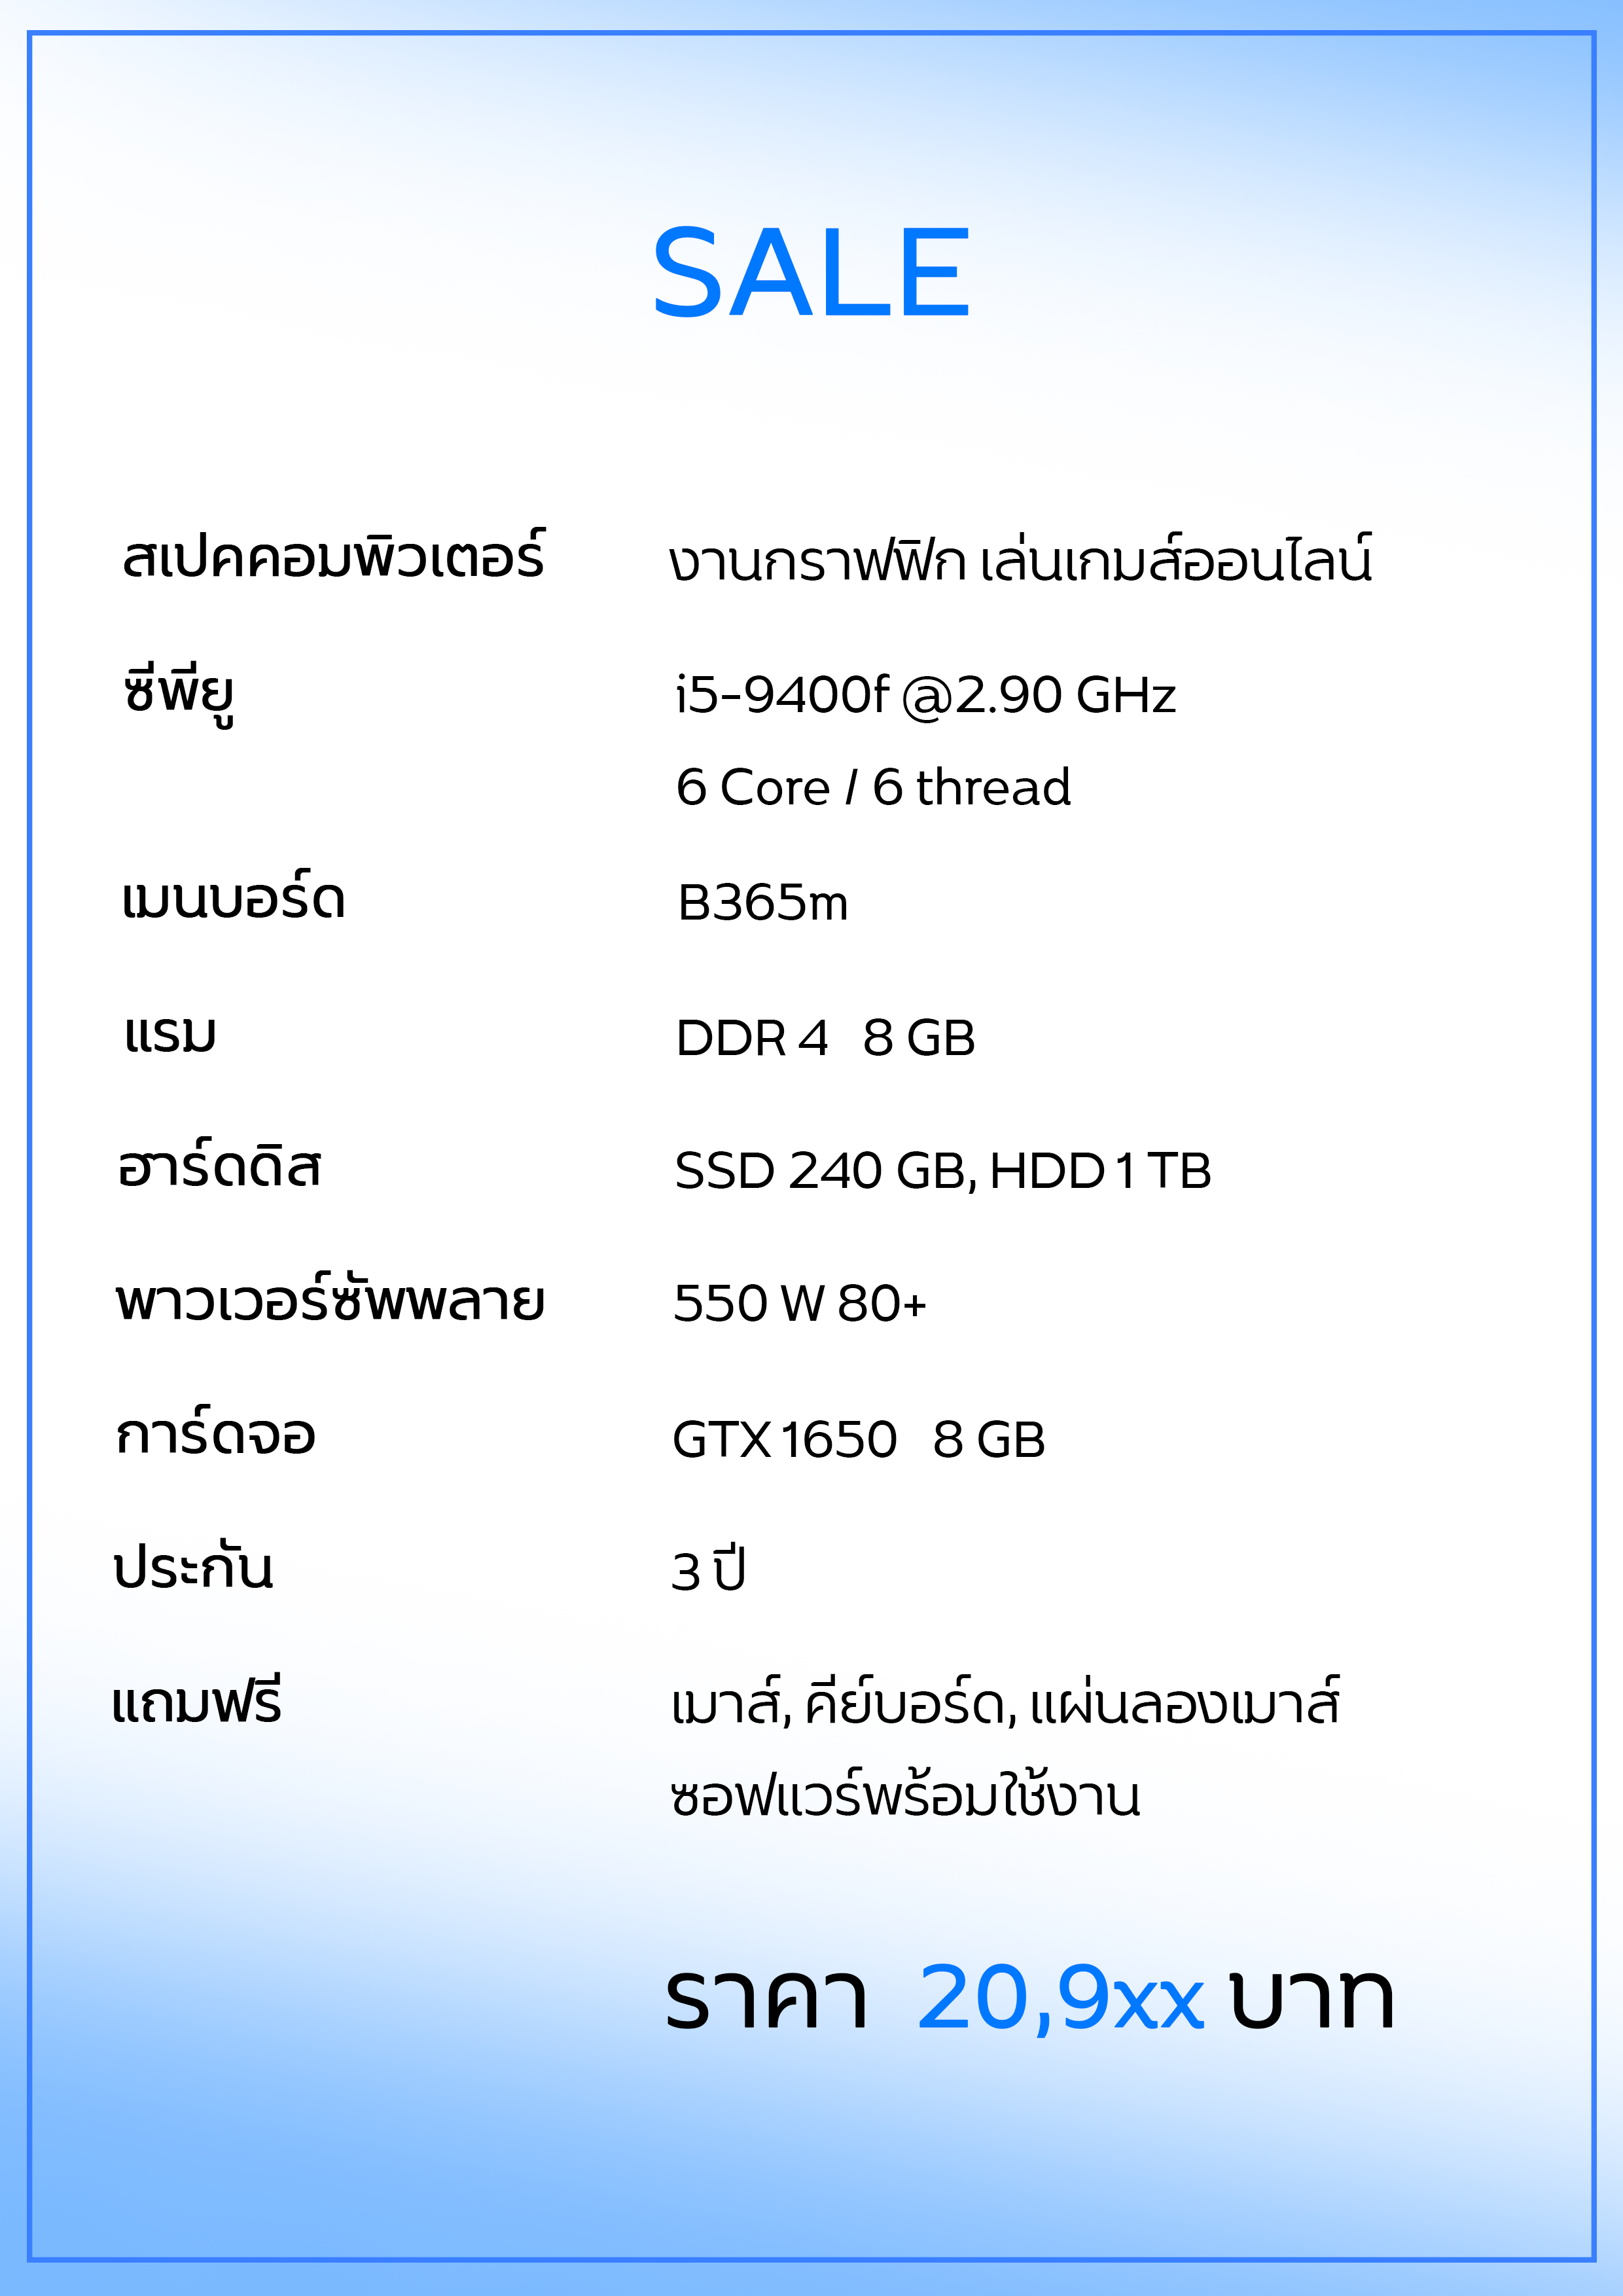 SALE
สเปคคอมพิวเตอร์ งานกราฟฟิก เล่นเกมส์ออนไลน์
ซีพียู i5-9400f @2.90 GHz
6 Core / 6 thread
เมนบอร์ด B365m
แรม DDR 4 8 GB
ฮาร์ดดิส SSD 240 GB, HDD 1 TB
พาวเวอร์ซัพพลาย 550 W 80+
การ์ดจอ GTX 1650 8 GB
ประกัน 3 ปี
แถมฟรี เมาส์, คีย์บอร์ด, แผ่นลองเมาส์
ซอฟแวร์พร้อมใช้งาน
ราคา 20,9xx บาท